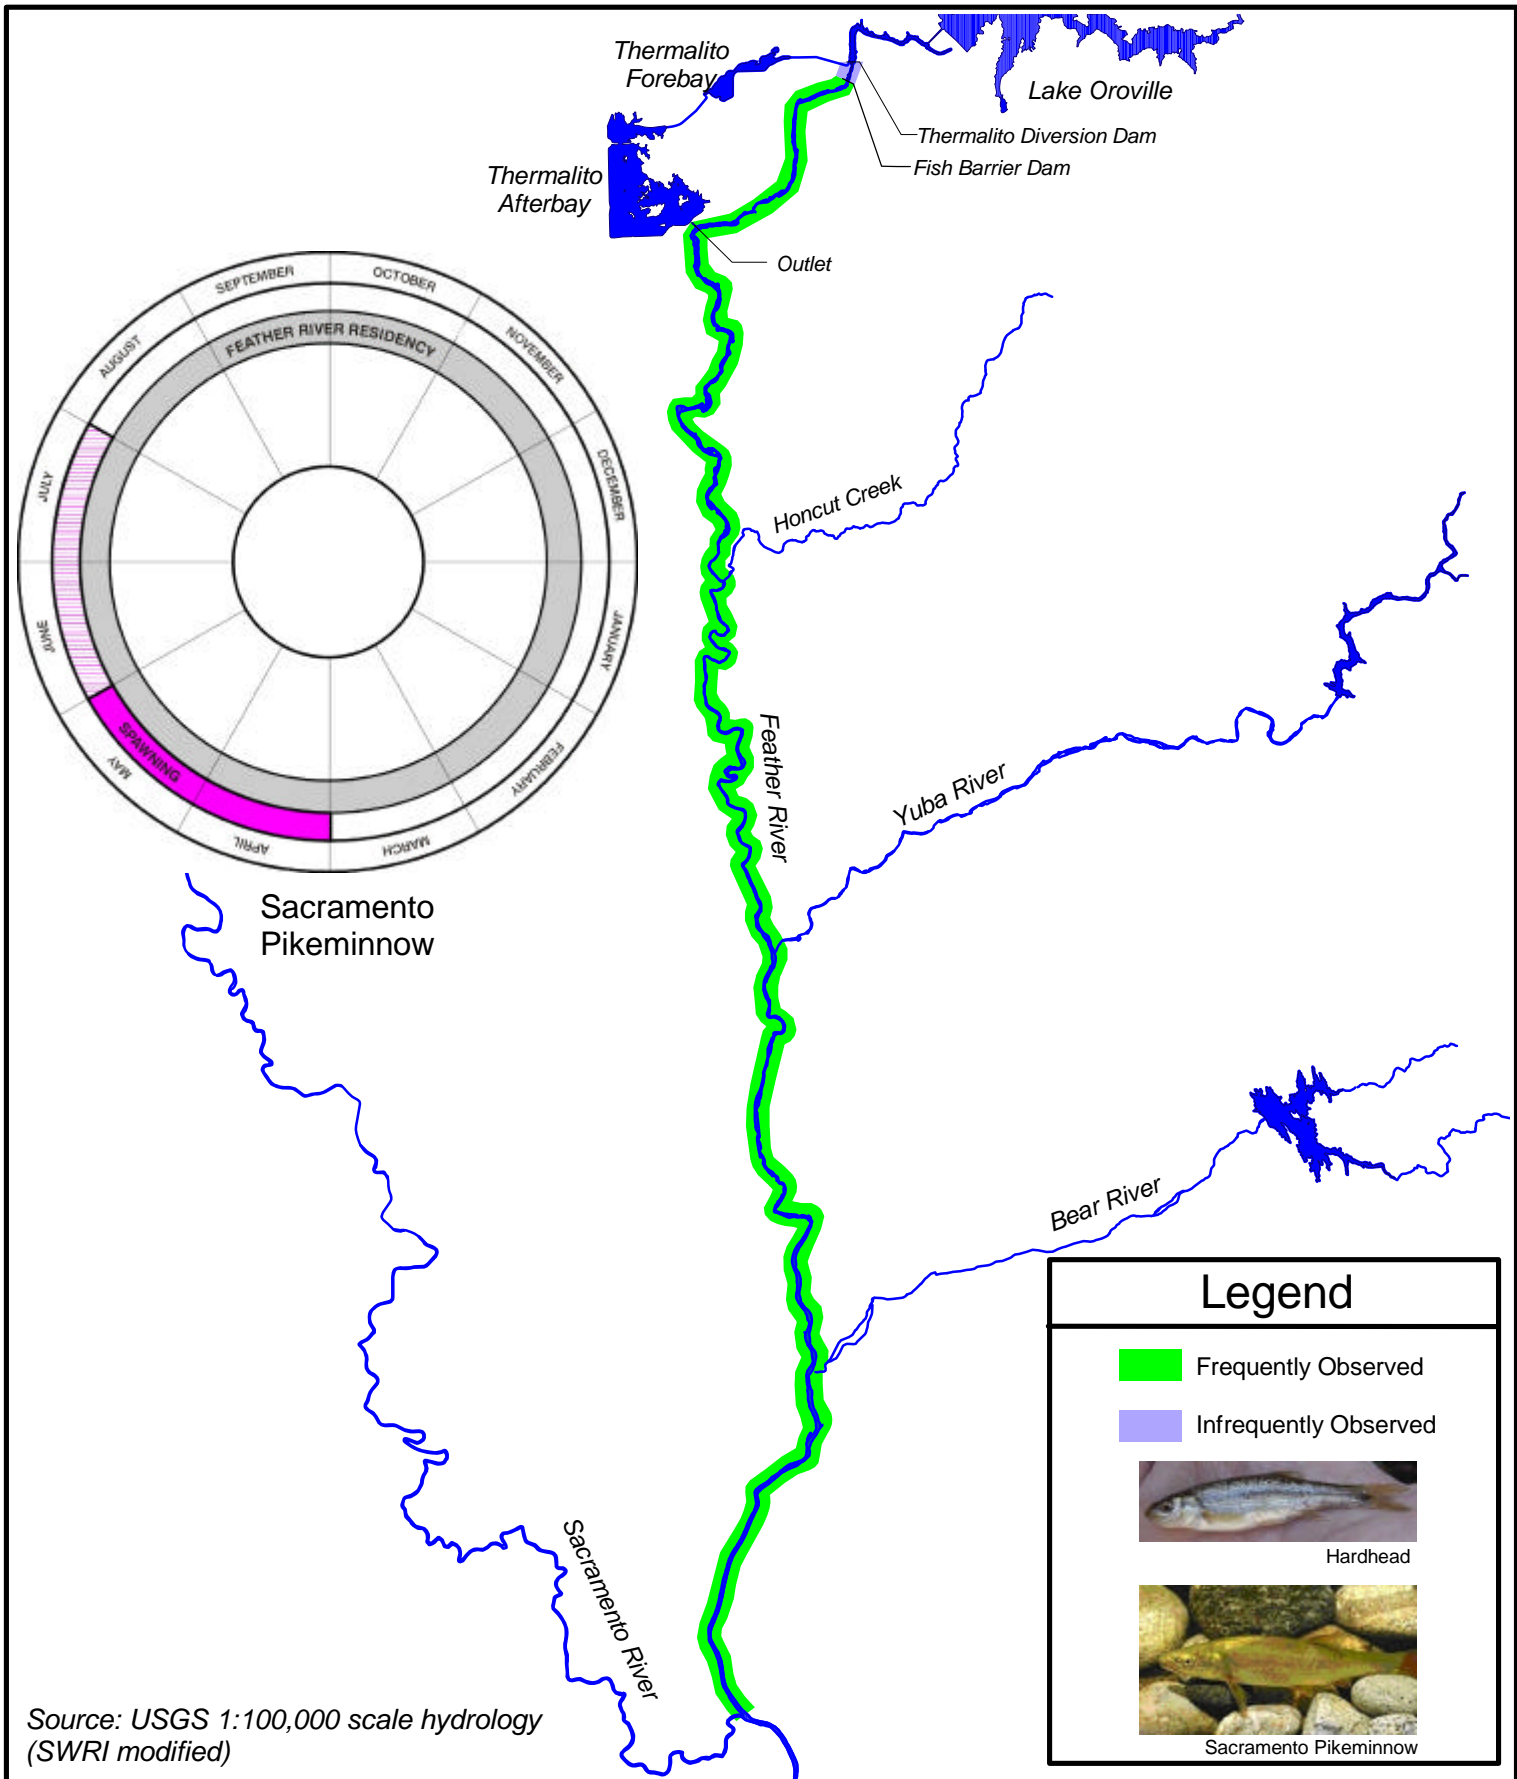 Thermalito
Forebay
Lake Oroville
Thermalito Diversion Dam
Fish Barrier Dam
Thermalito
Afterbay
Outlet
SEPTEMBER
OCTOBER
NOVEMBER
DECEMBER
JANUARY
FEBRUARY
MARCH
APRIL
MAY
JUNE
JULY
AUGUST
FEATHER RIVER RESIDENCY
SPAWNING
Sacramento
Pikeminnow
Honcut Creek
Feather River
Yuba River
Bear River
Sacramento River
Legend
Frequently Observed
Infrequently Observed
Hardhead
Sacramento Pikeminnow
Source: USGS 1:100,000 scale hydrology
(SWRI modified)